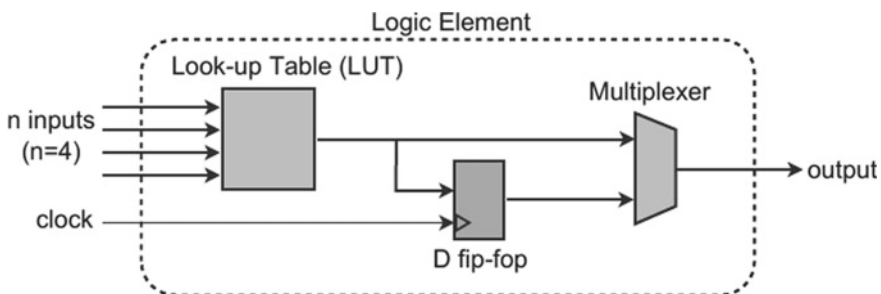 Logic Element
Look-up Table (LUT)
Multiplexer
n inputs
(n=4)
output
clock
D fip-fop